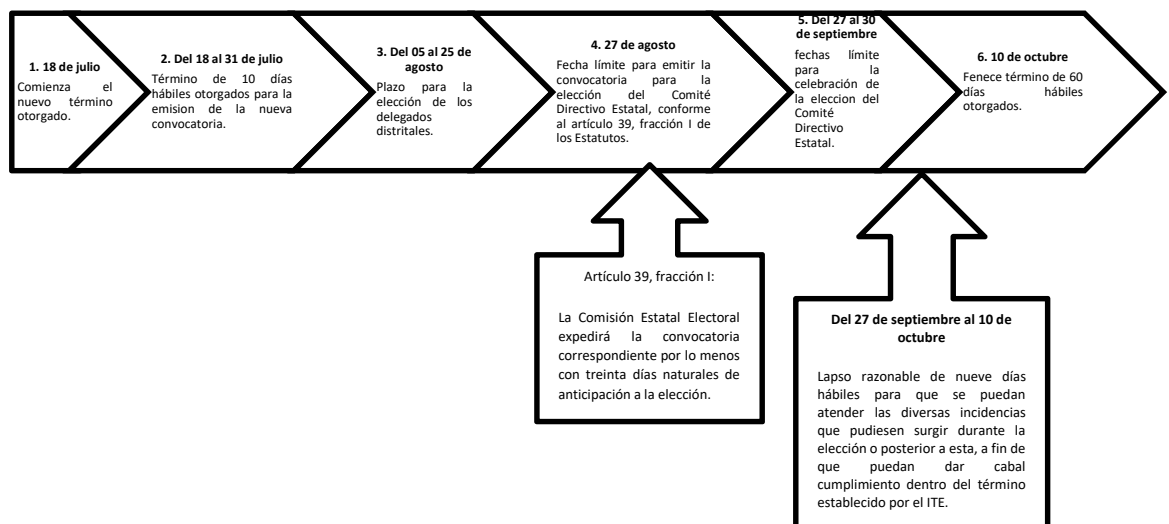 1. 18 de julio
Comienza el
nuevo término
otorgado.
2. Del 18 al 31 de julio
Término de 10 días
hábiles otorgados para la
emision de la nueva
convocatoria.
3. Del 05 al 25 de
agosto
Plazo para la
elección de los
delegados
distritales.
4. 27 de agosto
Fecha límite para emitir la
convocatoria para la
elección del Comité
Directivo Estatal, conforme
al artículo 39, fracción I de
los Estatutos.
5. Del 27 al 30
de septiembre
fechas límite
para la
celebración de
la eleccion del
Comité
Directivo
Estatal.
6. 10 de octubre
Fenece término de 60
días hábiles
otorgados.
Artículo 39, fracción I:
La Comisión Estatal Electoral
expedirá la convocatoria
correspondiente por lo menos
con treinta días naturales de
anticipación a la elección.
Del 27 de septiembre al 10 de
octubre
Lapso razonable de nueve días
hábiles para que se puedan
atender las diversas incidencias
que pudiesen surgir durante la
elección o posterior a esta, a fin de
que puedan dar cabal
cumplimiento dentro del término
establecido por el ITE.